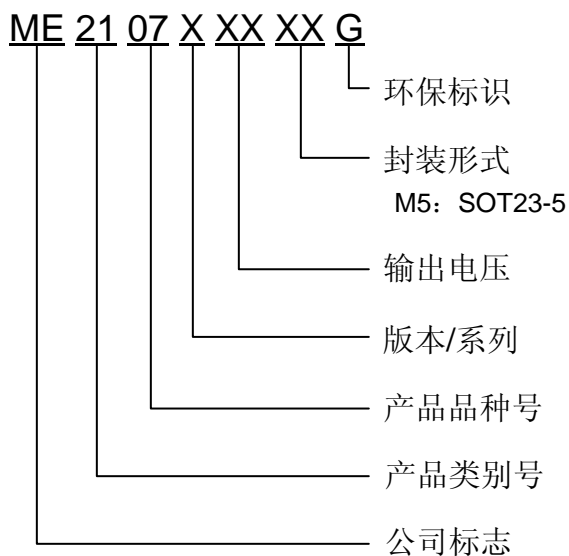 ME 21 07 X XX XX G
环保标识
封装形式
M5：SOT23-5
输出电压
版本/系列
产品品种号
产品类别号
公司标志